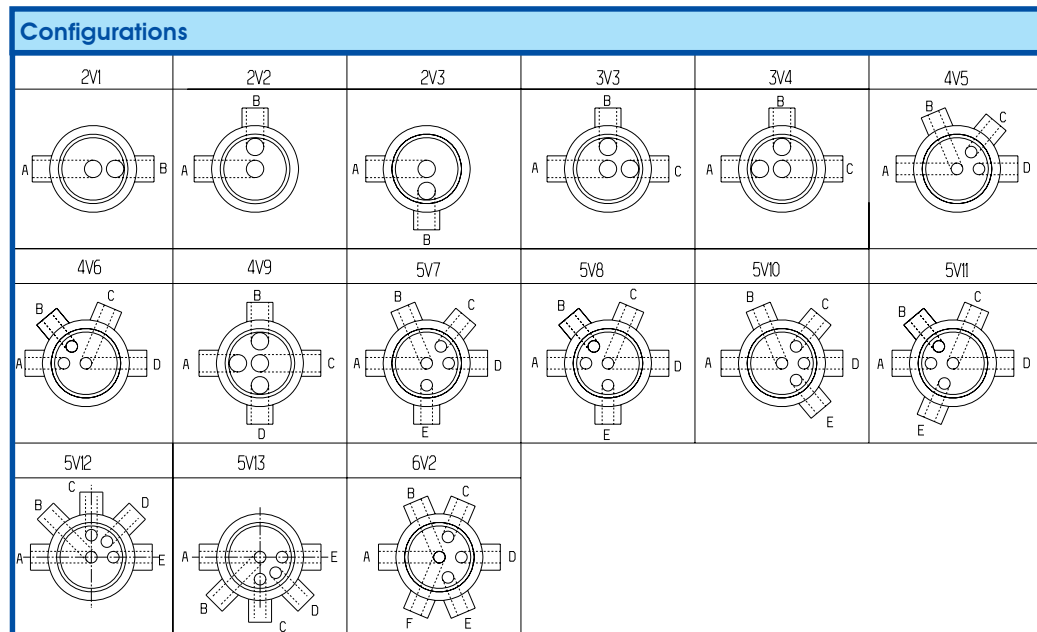 Configurations
2V1 2V2 2V3 3V3 3V4 4V5
A B
A B
A B
A B C
A B C
A B C D
4V6 4V9 5V7 5V8 5V10 5V11
A B C D
A B C D
A B C D E
A B C D E
A B C D E
A B C D E
5V12 5V13 6V2
A B C D E
A B C D E
A B C D E F